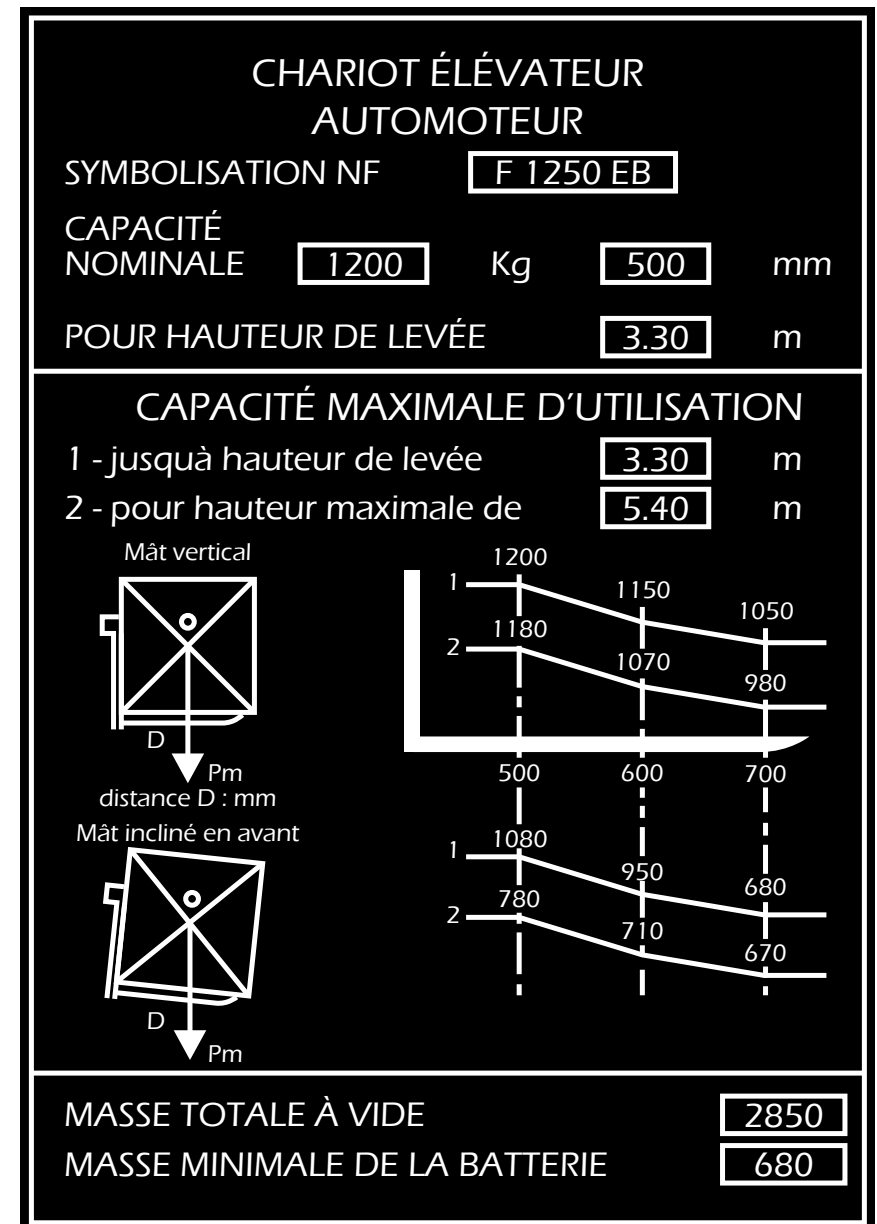 CHARIOT ÉLÉVATEUR
AUTOMOTEUR
SYMBOLISATION NF F 1250 EB
CAPACITÉ
NOMINALE 1200 Kg 500 mm
POUR HAUTEUR DE LEVÉE 3.30 m
CAPACITÉ MAXIMALE D'UTILISATION
1 - jusquà hauteur de levée 3.30 m
2 - pour hauteur maximale de 5.40 m
Mât vertical
D
Pm
distance D : mm
1 1200 1150 1050
2 1180 1070 980
500 600 700
Mât incliné en avant
D
Pm
1 1080 950 680
2 780 710 670
MASSE TOTALE À VIDE 2850
MASSE MINIMALE DE LA BATTERIE 680